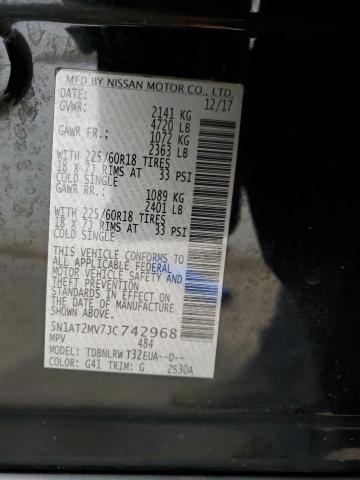 MFD BY NISSAN MOTOR CO., LTD.
DATE: 12/17
GVWR: 2141 KG
4720 LB
GAWR FR: 1072 KG
2363 LB
WITH 225/60R18 TIRES
18 X 7J RIMS AT 33 PSI
COLD SINGLE
GAWR RR: 1089 KG
2401 LB
WITH 225/60R18 TIRES
18 X 7J RIMS AT 33 PSI
COLD SINGLE
THIS VEHICLE CONFORMS TO
ALL APPLICABLE FEDERAL
MOTOR VEHICLE SAFETY AND
THEFT PREVENTION
STANDARDS IN EFFECT ON
THE DATE OF MANUFACTURE
SHOWN ABOVE.
5N1AT2MV7JC742968
MPV 484
MODEL: TDBNLRW T32EUA--D--
COLOR: G41 TRIM: G ZS30A